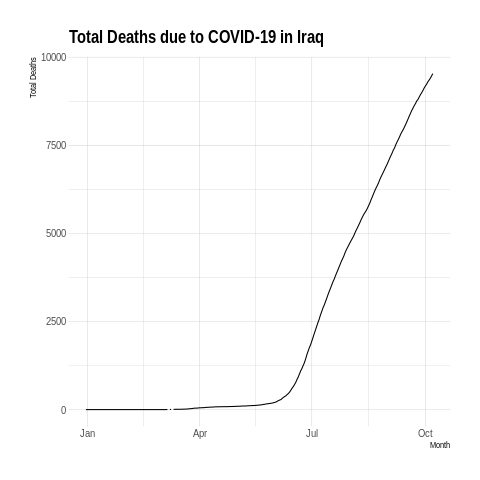 Total Deaths due to COVID-19 in Iraq
Total Deaths
10000
7500
5000
2500
0
Jan Apr Jul Oct
Month